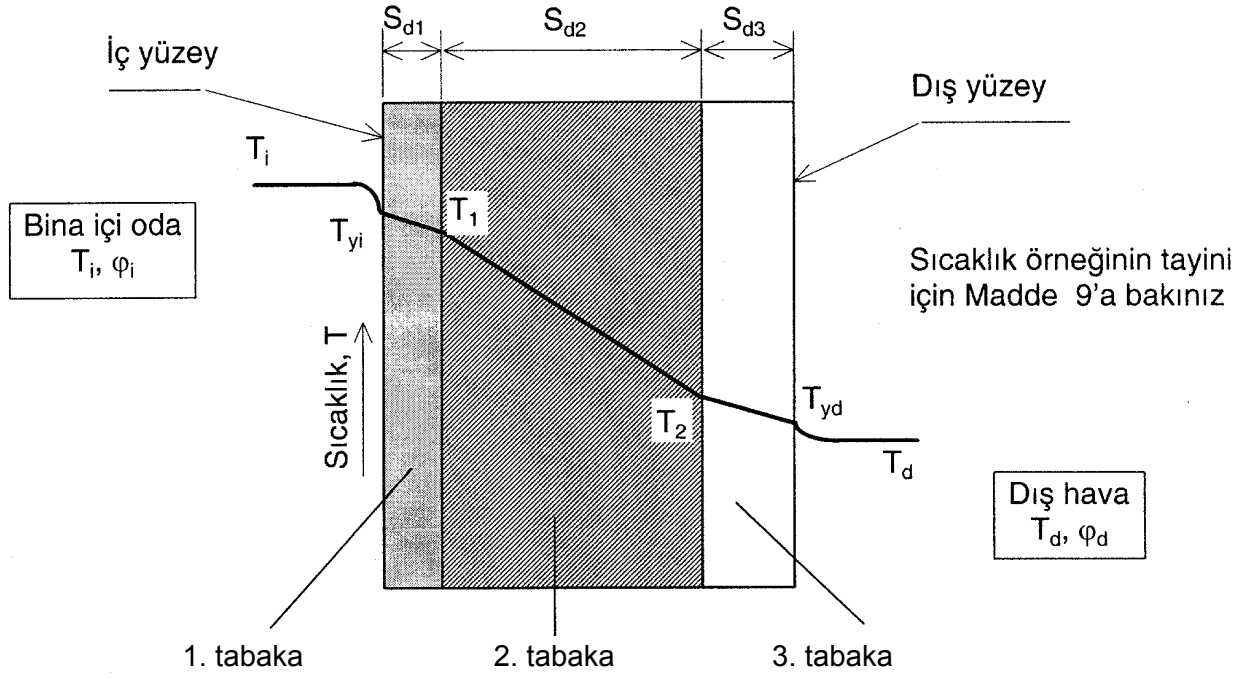 S_d1 S_d2 S_d3
İç yüzey
Dış yüzey
T_i
Bina içi oda
T_i, φ_i
T_yi
T_1
Sıcaklık örneğinin tayini
için Madde 9'a bakınız
Sıcaklık, T
T_2
T_yd
T_d
Dış hava
T_d, φ_d
1. tabaka 2. tabaka 3. tabaka